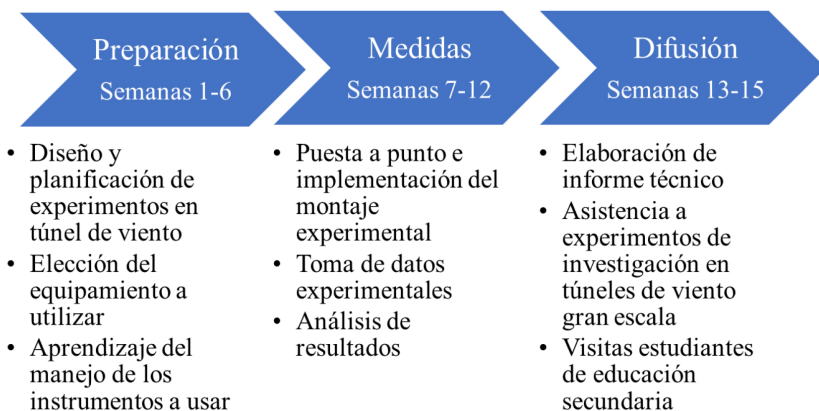 Preparación
Semanas 1-6
• Diseño y
planificación de
experimentos en
túnel de viento
• Elección del
equipamiento a
utilizar
• Aprendizaje del
manejo de los
instrumentos a usar
Medidas
Semanas 7-12
• Puesta a punto e
implementación del
montaje
experimental
• Toma de datos
experimentales
• Análisis de
resultados
Difusión
Semanas 13-15
• Elaboración de
informe técnico
• Asistencia a
experimentos de
investigación en
túneles de viento
gran escala
• Visitas estudiantes
de educación
secundaria